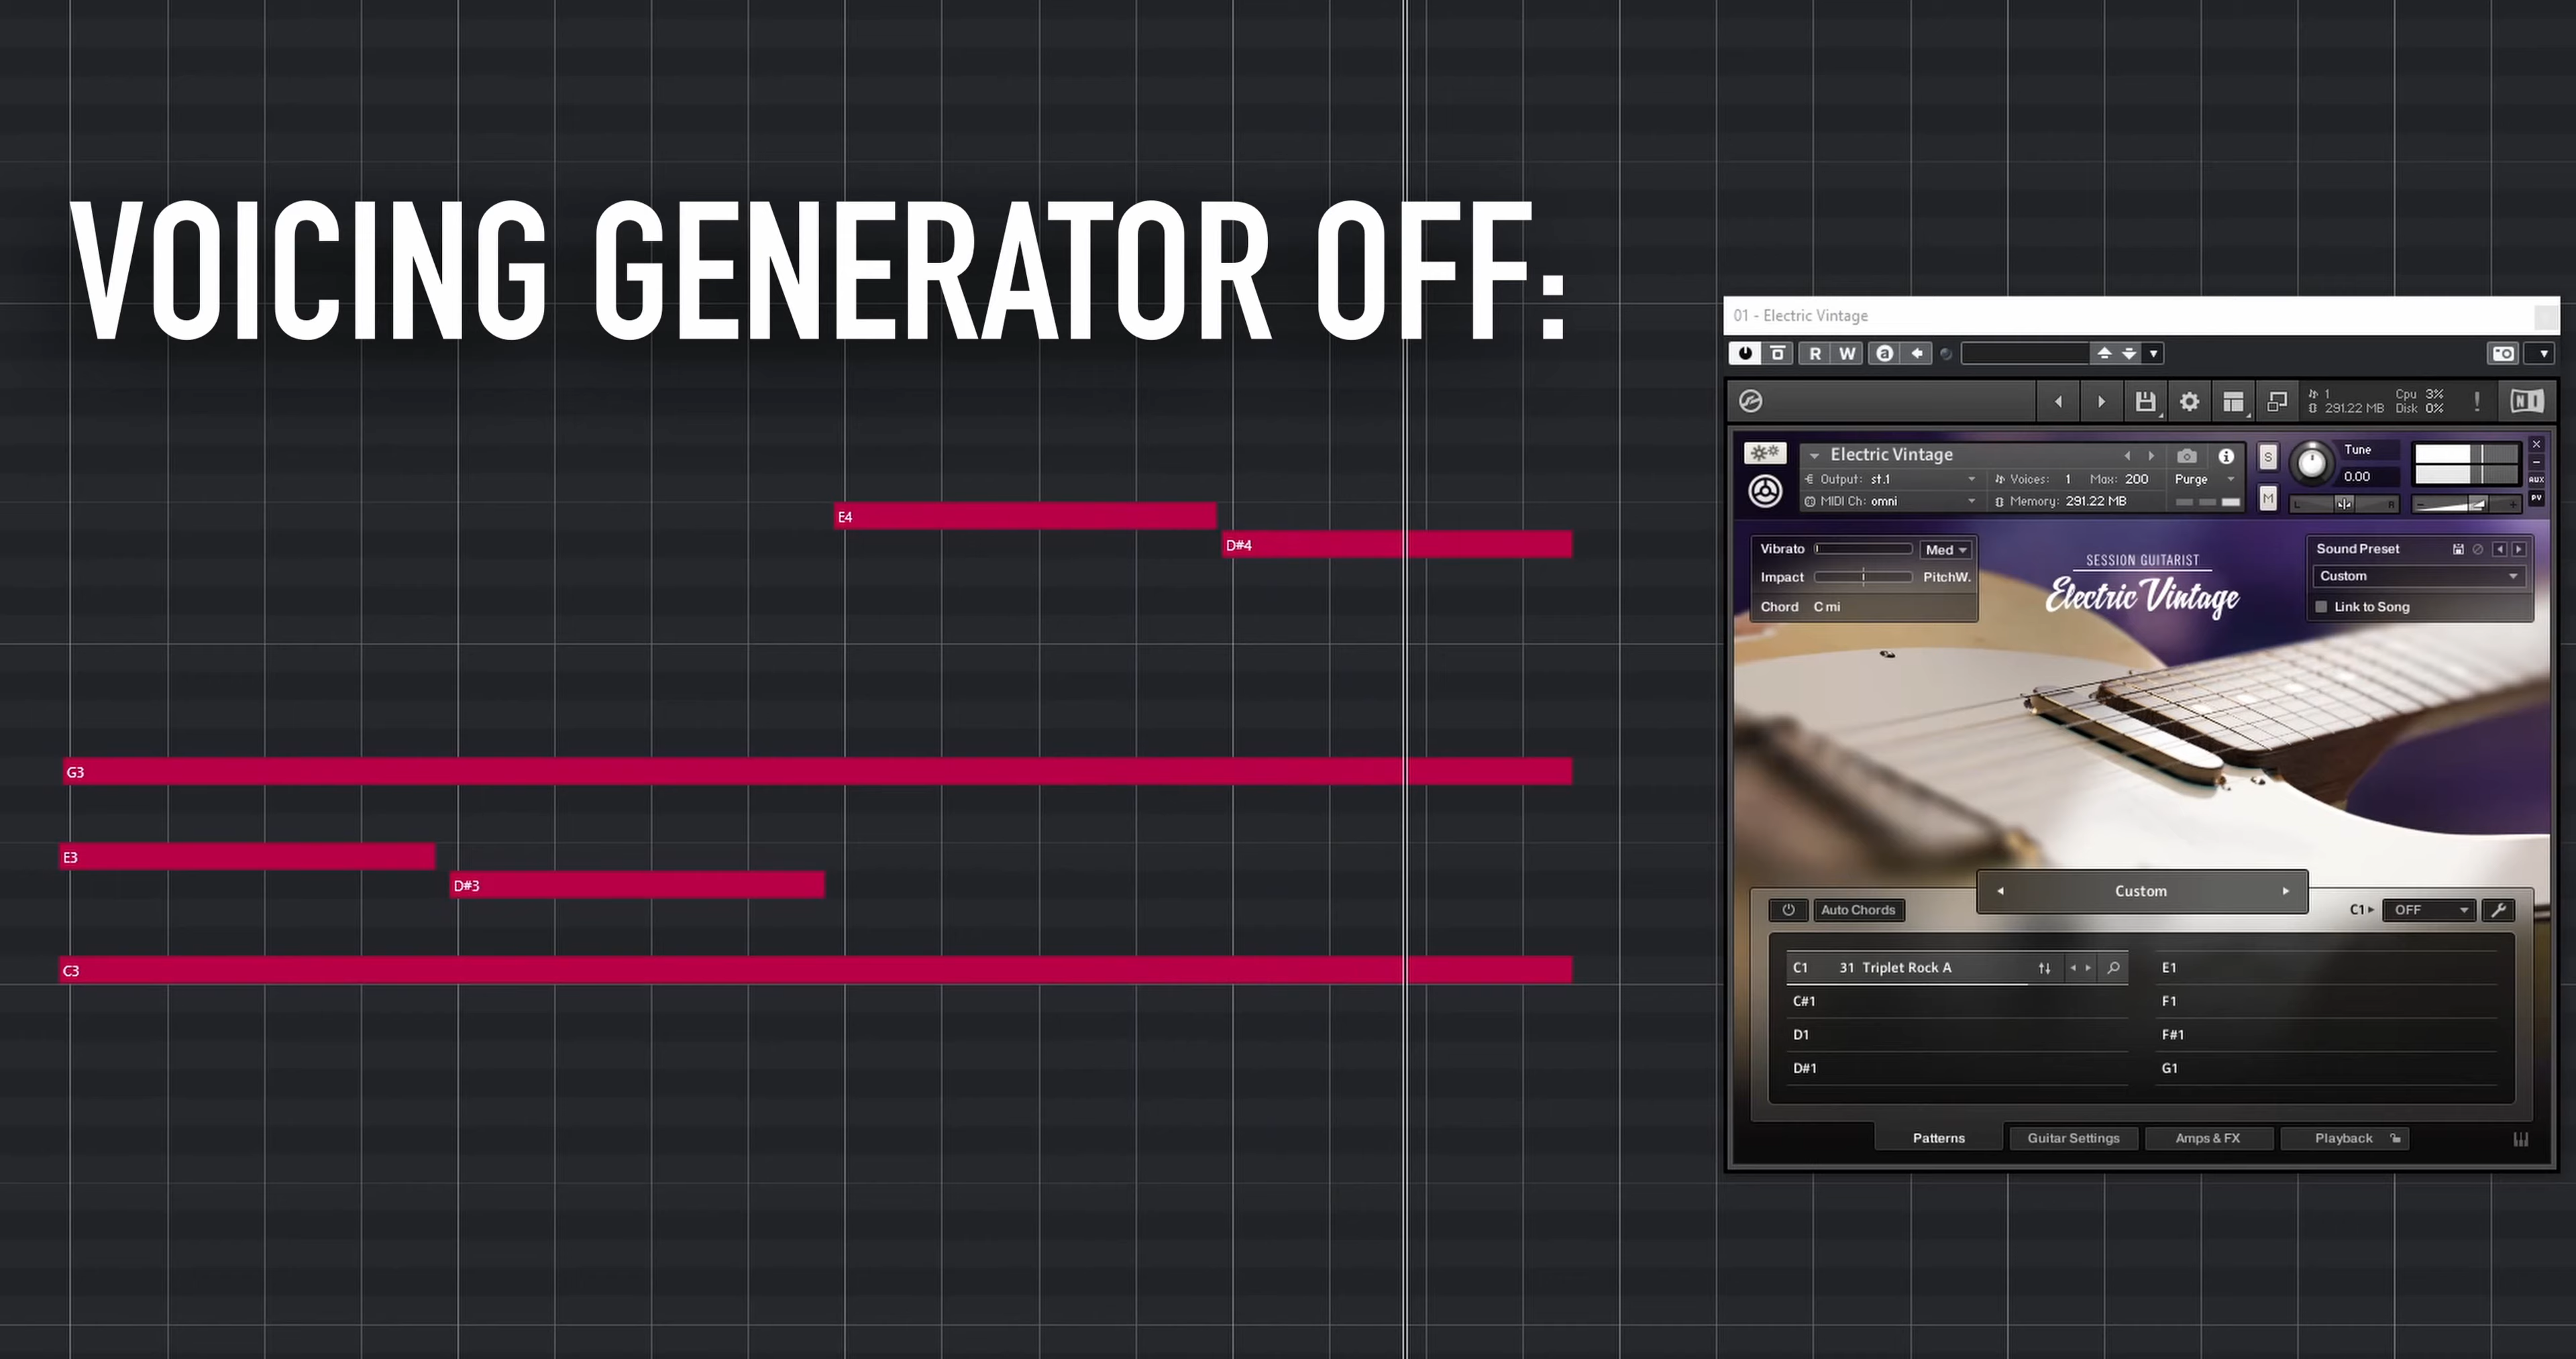 VOICING GENERATOR OFF:
E4
D#4
G3
E3
D#3
C3
01 - Electric Vintage
R W a
1 Cpu 3%
291.22 MB Disk 0% !
NI
Electric Vintage
S
Tune
0.00
Output: st.1
Voices: 1 Max: 200 Purge
MIDI Ch: omni
Memory: 291.22 MB
M
L R
AUX
PV
Vibrato Med
Impact PitchW.
Chord C mi
SESSION GUITARIST
Electric Vintage
Sound Preset
Custom
Link to Song
Custom
Auto Chords
C1 OFF
C1 31 Triplet Rock A
C#1
D1
D#1
E1
F1
F#1
G1
Patterns Guitar Settings Amps & FX Playback